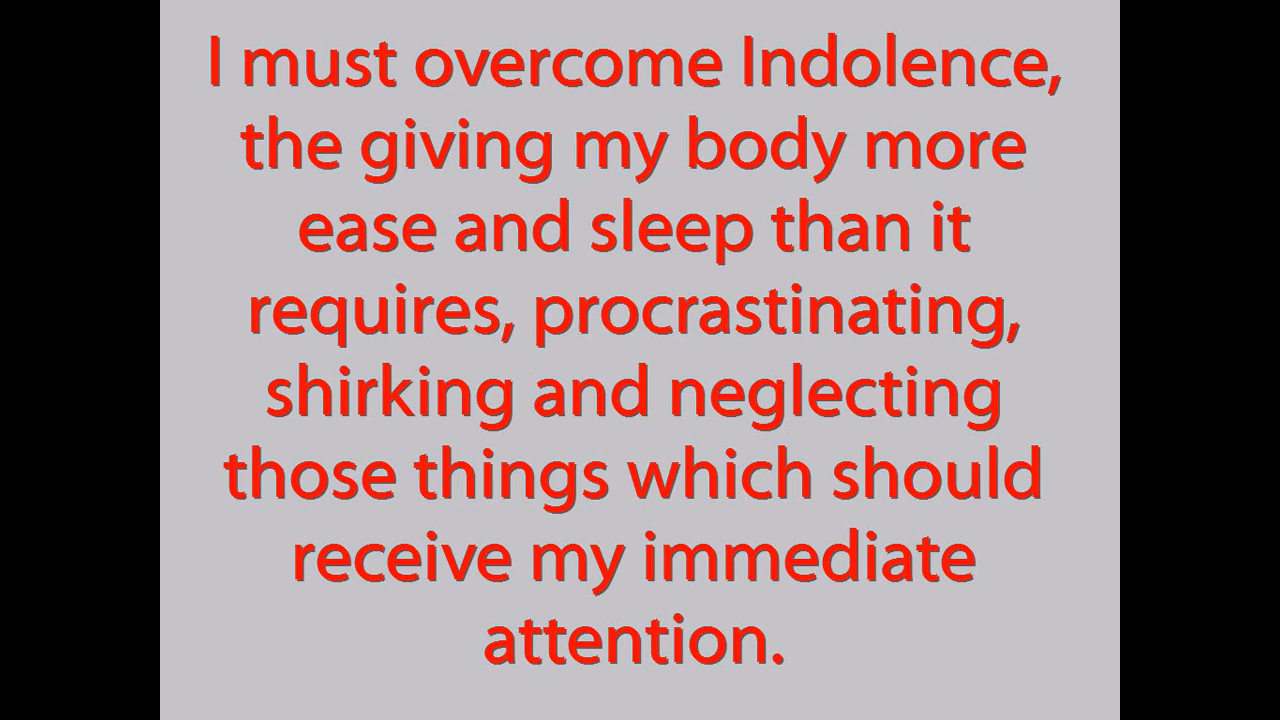 I must overcome Indolence,
the giving my body more
ease and sleep than it
requires, procrastinating,
shirking and neglecting
those things which should
receive my immediate
attention.